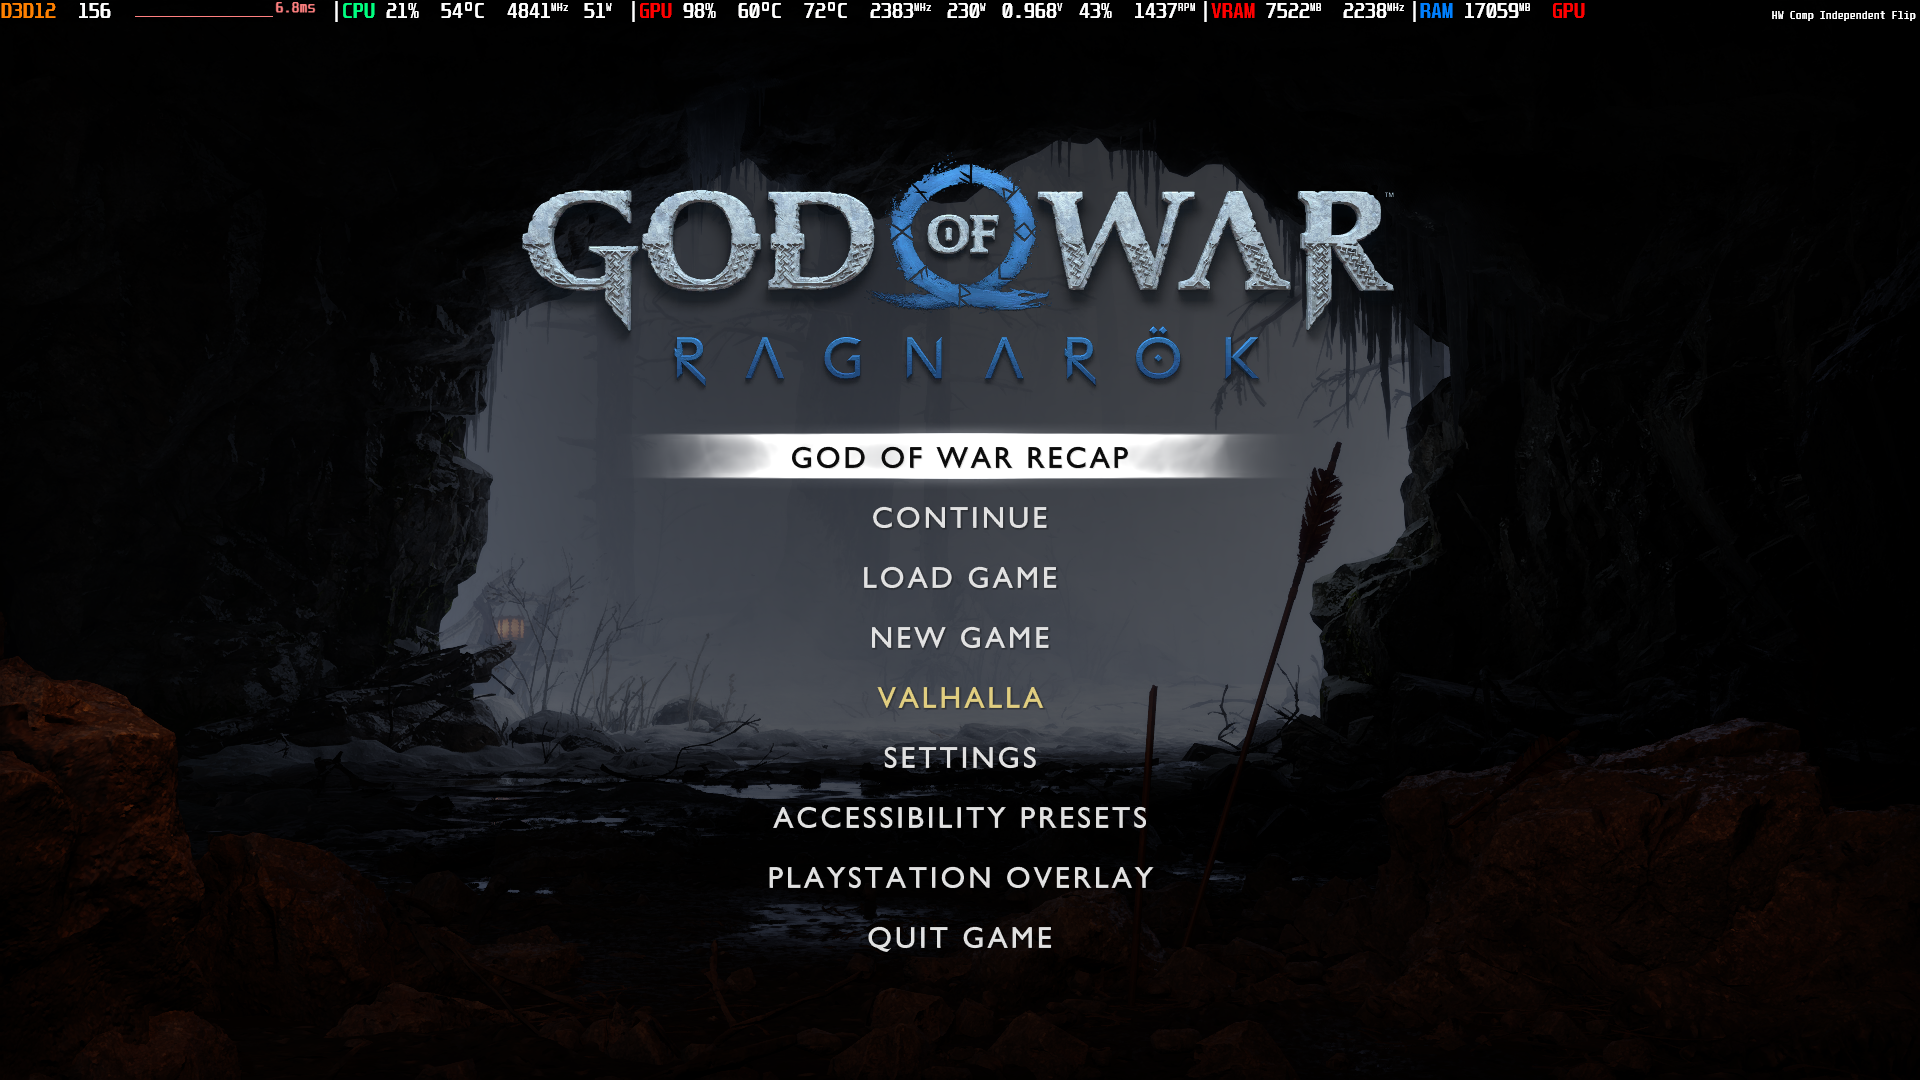 D3D12 156 6.8ms |CPU 21% 54°C 4841MHz 51W |GPU 98% 60°C 72°C 2383MHz 230W 0.968V 43% 1437RPM |VRAM 7522MB 2238MHz |RAM 17059MB GPU
HW Comp Independent Flip
GOD OF WAR™
RAGNARÖK
GOD OF WAR RECAP
CONTINUE
LOAD GAME
NEW GAME
VALHALLA
SETTINGS
ACCESSIBILITY PRESETS
PLAYSTATION OVERLAY
QUIT GAME